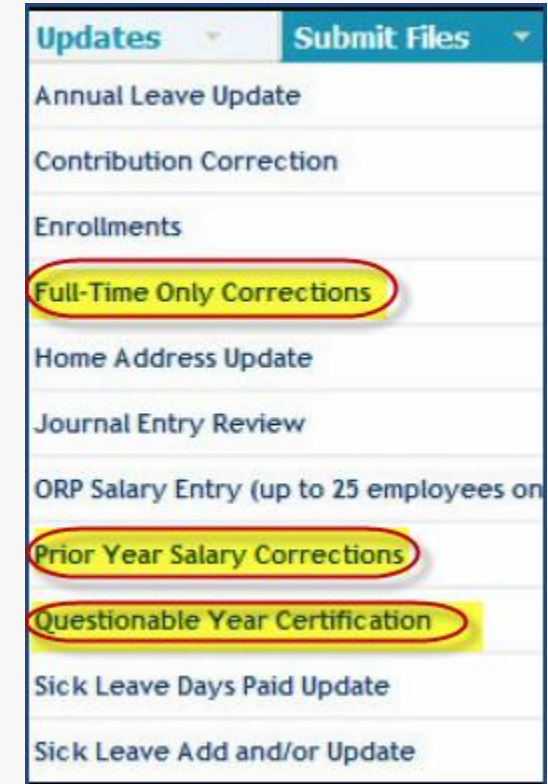 Updates Submit Files
Annual Leave Update
Contribution Correction
Enrollments
Full-Time Only Corrections
Home Address Update
Journal Entry Review
ORP Salary Entry (up to 25 employees on
Prior Year Salary Corrections
Questionable Year Certification
Sick Leave Days Paid Update
Sick Leave Add and/or Update